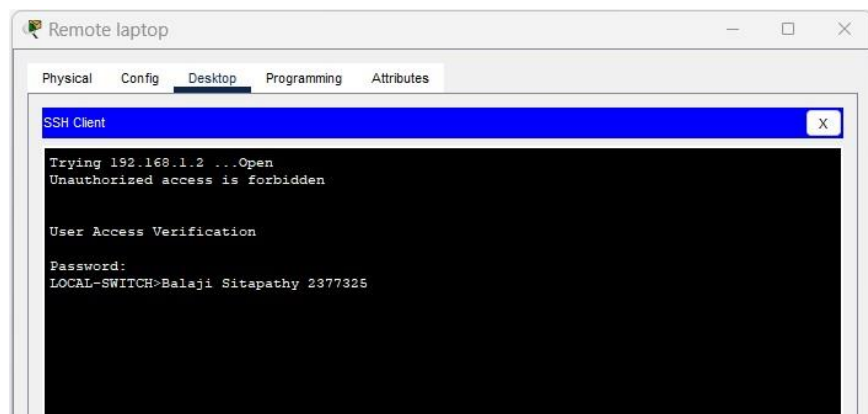 Remote laptop
Physical Config Desktop Programming Attributes
SSH Client X
Trying 192.168.1.2 ...Open
Unauthorized access is forbidden
User Access Verification
Password:
LOCAL-SWITCH>Balaji Sitapathy 2377325